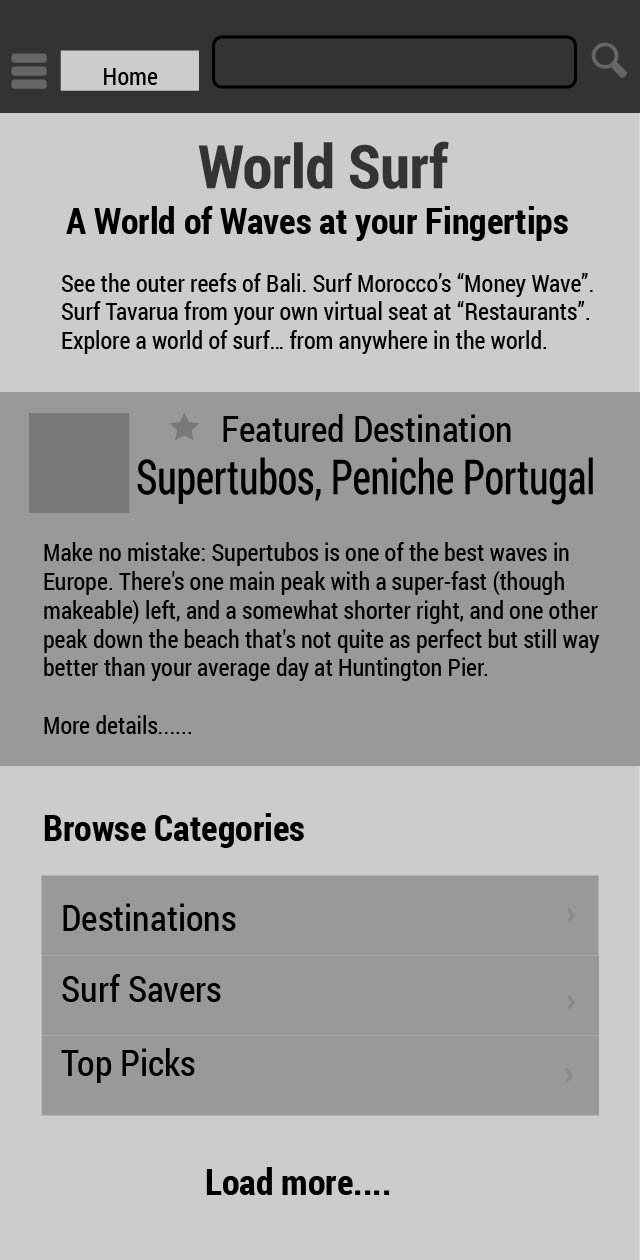 Home
World Surf
A World of Waves at your Fingertips
See the outer reefs of Bali. Surf Morocco’s “Money Wave”.
Surf Tavarua from your own virtual seat at “Restaurants”.
Explore a world of surf… from anywhere in the world.
Featured Destination
Supertubos, Peniche Portugal
Make no mistake: Supertubos is one of the best waves in
Europe. There's one main peak with a super-fast (though
makeable) left, and a somewhat shorter right, and one other
peak down the beach that's not quite as perfect but still way
better than your average day at Huntington Pier.
More details......
Browse Categories
Destinations
Surf Savers
Top Picks
Load more....